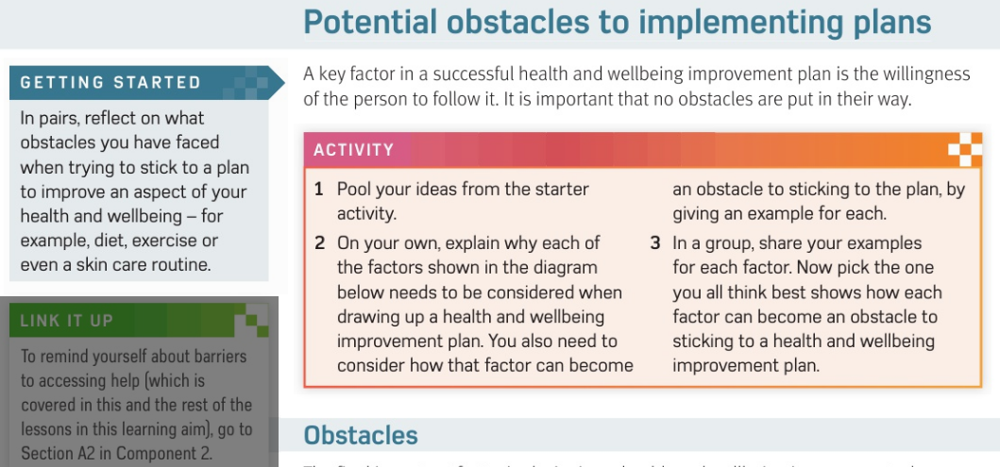 Potential obstacles to implementing plans
GETTING STARTED
In pairs, reflect on what
obstacles you have faced
when trying to stick to a plan
to improve an aspect of your
health and wellbeing – for
example, diet, exercise or
even a skin care routine.
LINK IT UP
To remind yourself about barriers
to accessing help (which is
covered in this and the rest of the
lessons in this learning aim), go to
Section A2 in Component 2.
A key factor in a successful health and wellbeing improvement plan is the willingness
of the person to follow it. It is important that no obstacles are put in their way.
ACTIVITY
1 Pool your ideas from the starter
activity.
2 On your own, explain why each of
the factors shown in the diagram
below needs to be considered when
drawing up a health and wellbeing
improvement plan. You also need to
consider how that factor can become
an obstacle to sticking to the plan, by
giving an example for each.
3 In a group, share your examples
for each factor. Now pick the one
you all think best shows how each
factor can become an obstacle to
sticking to a health and wellbeing
improvement plan.
Obstacles